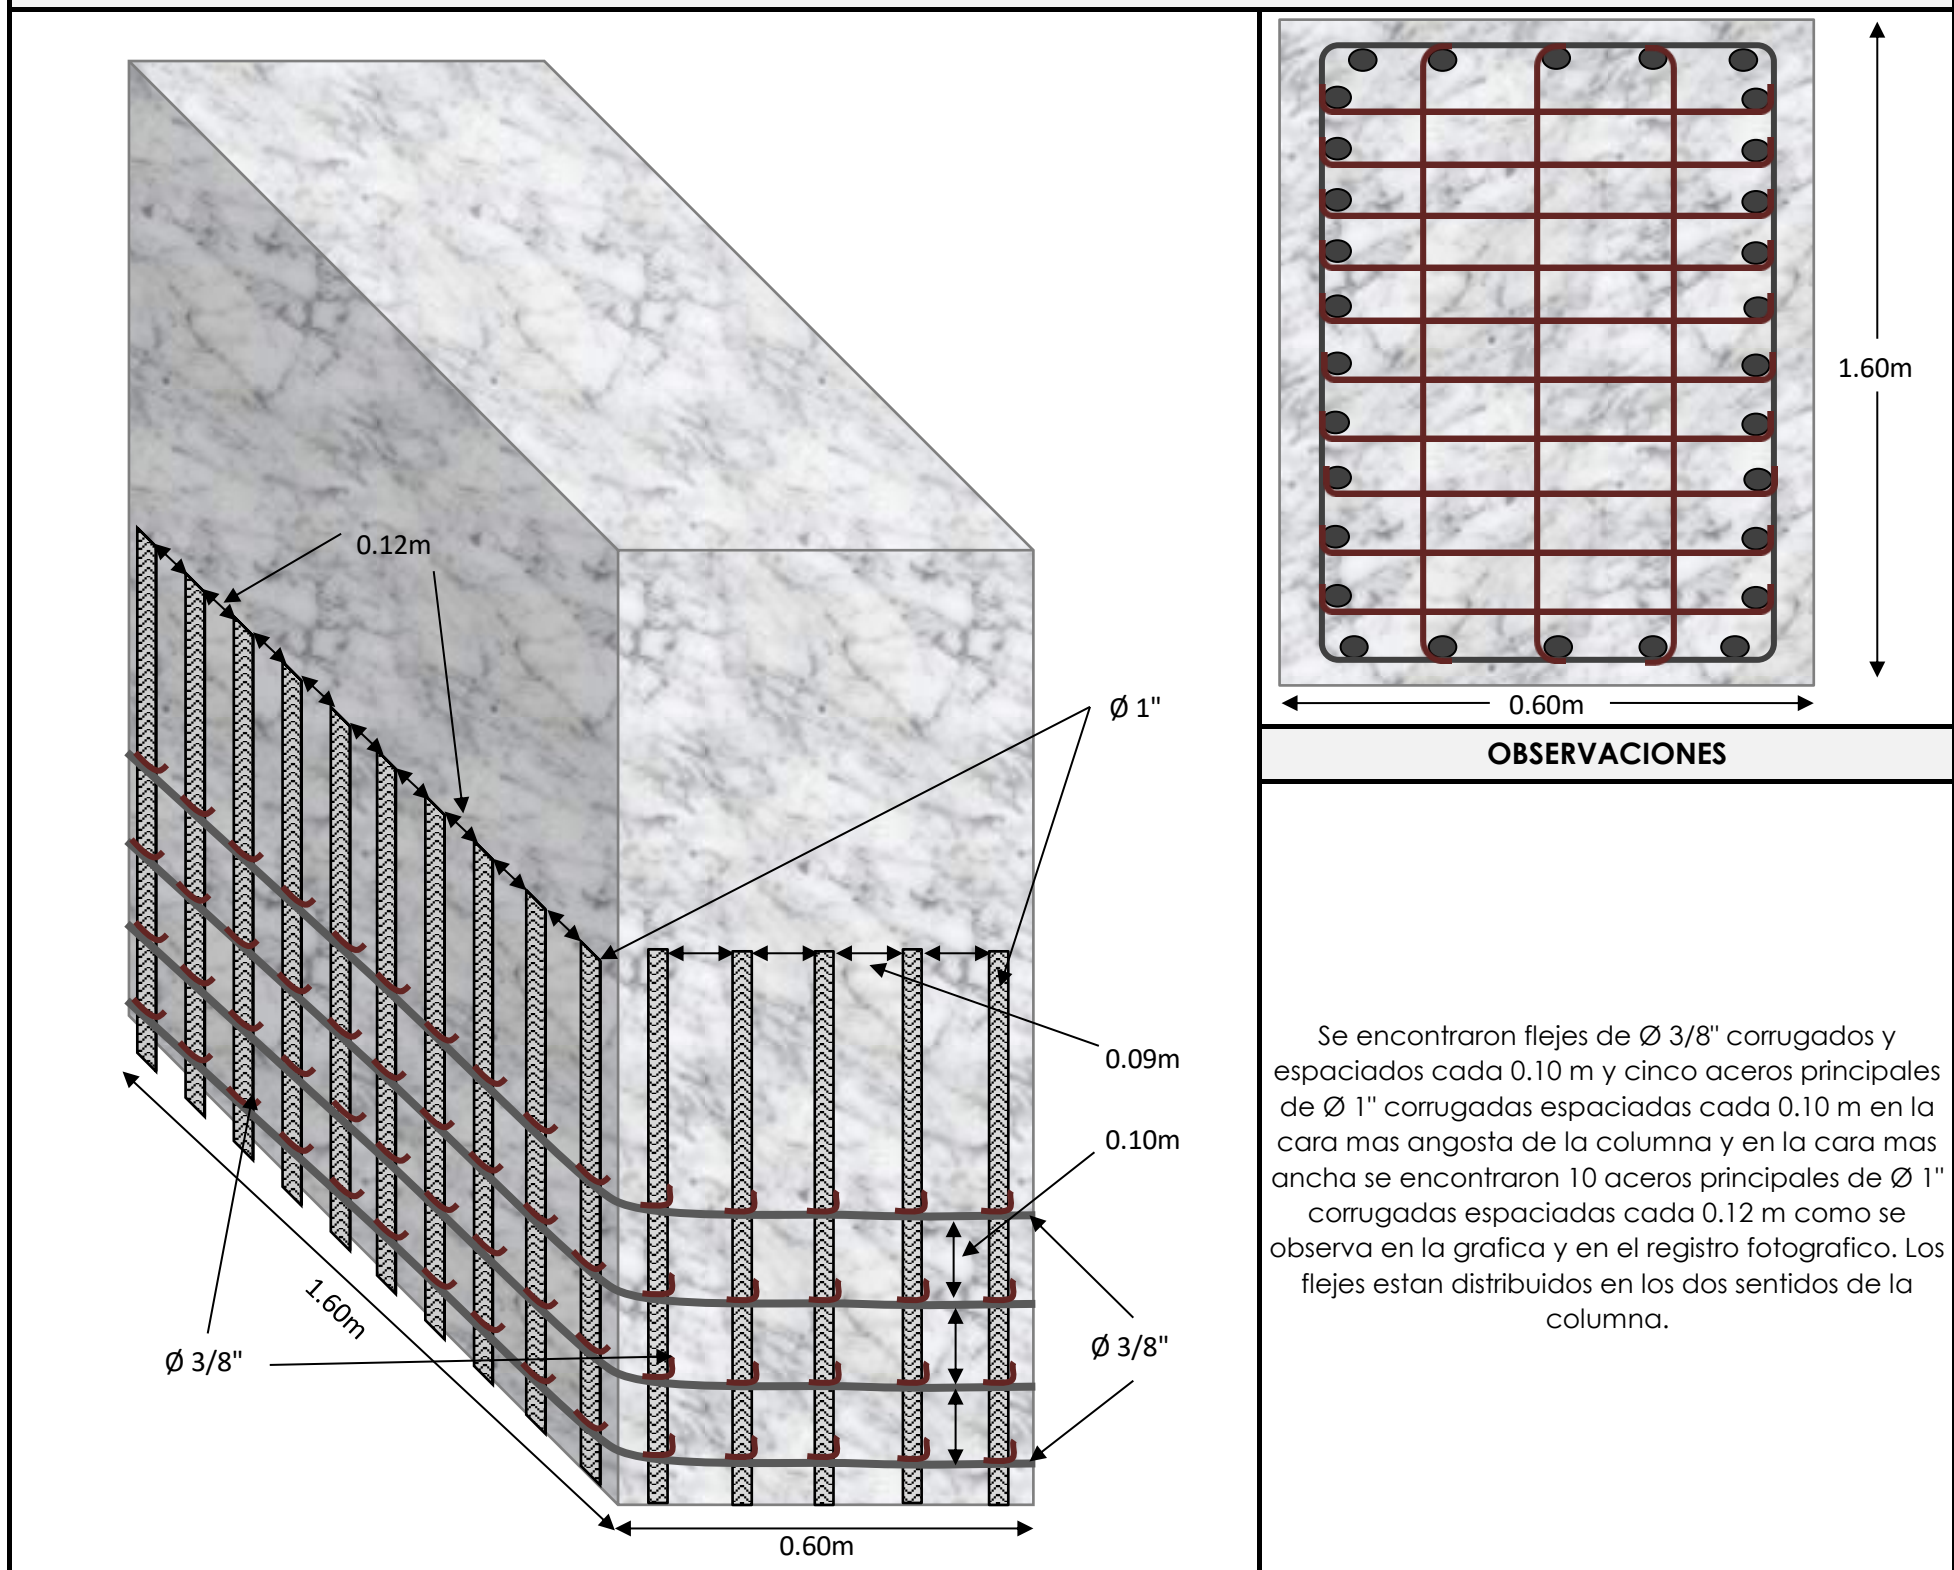 0.12m
Ø 1"
0.09m
0.10m
Ø 3/8"
Ø 3/8"
1.60m
0.60m
1.60m
0.60m
OBSERVACIONES
Se encontraron flejes de Ø 3/8" corrugados y
espaciados cada 0.10 m y cinco aceros principales
de Ø 1" corrugadas espaciadas cada 0.10 m en la
cara mas angosta de la columna y en la cara mas
ancha se encontraron 10 aceros principales de Ø 1"
corrugadas espaciadas cada 0.12 m como se
observa en la grafica y en el registro fotografico. Los
flejes estan distribuidos en los dos sentidos de la
columna.